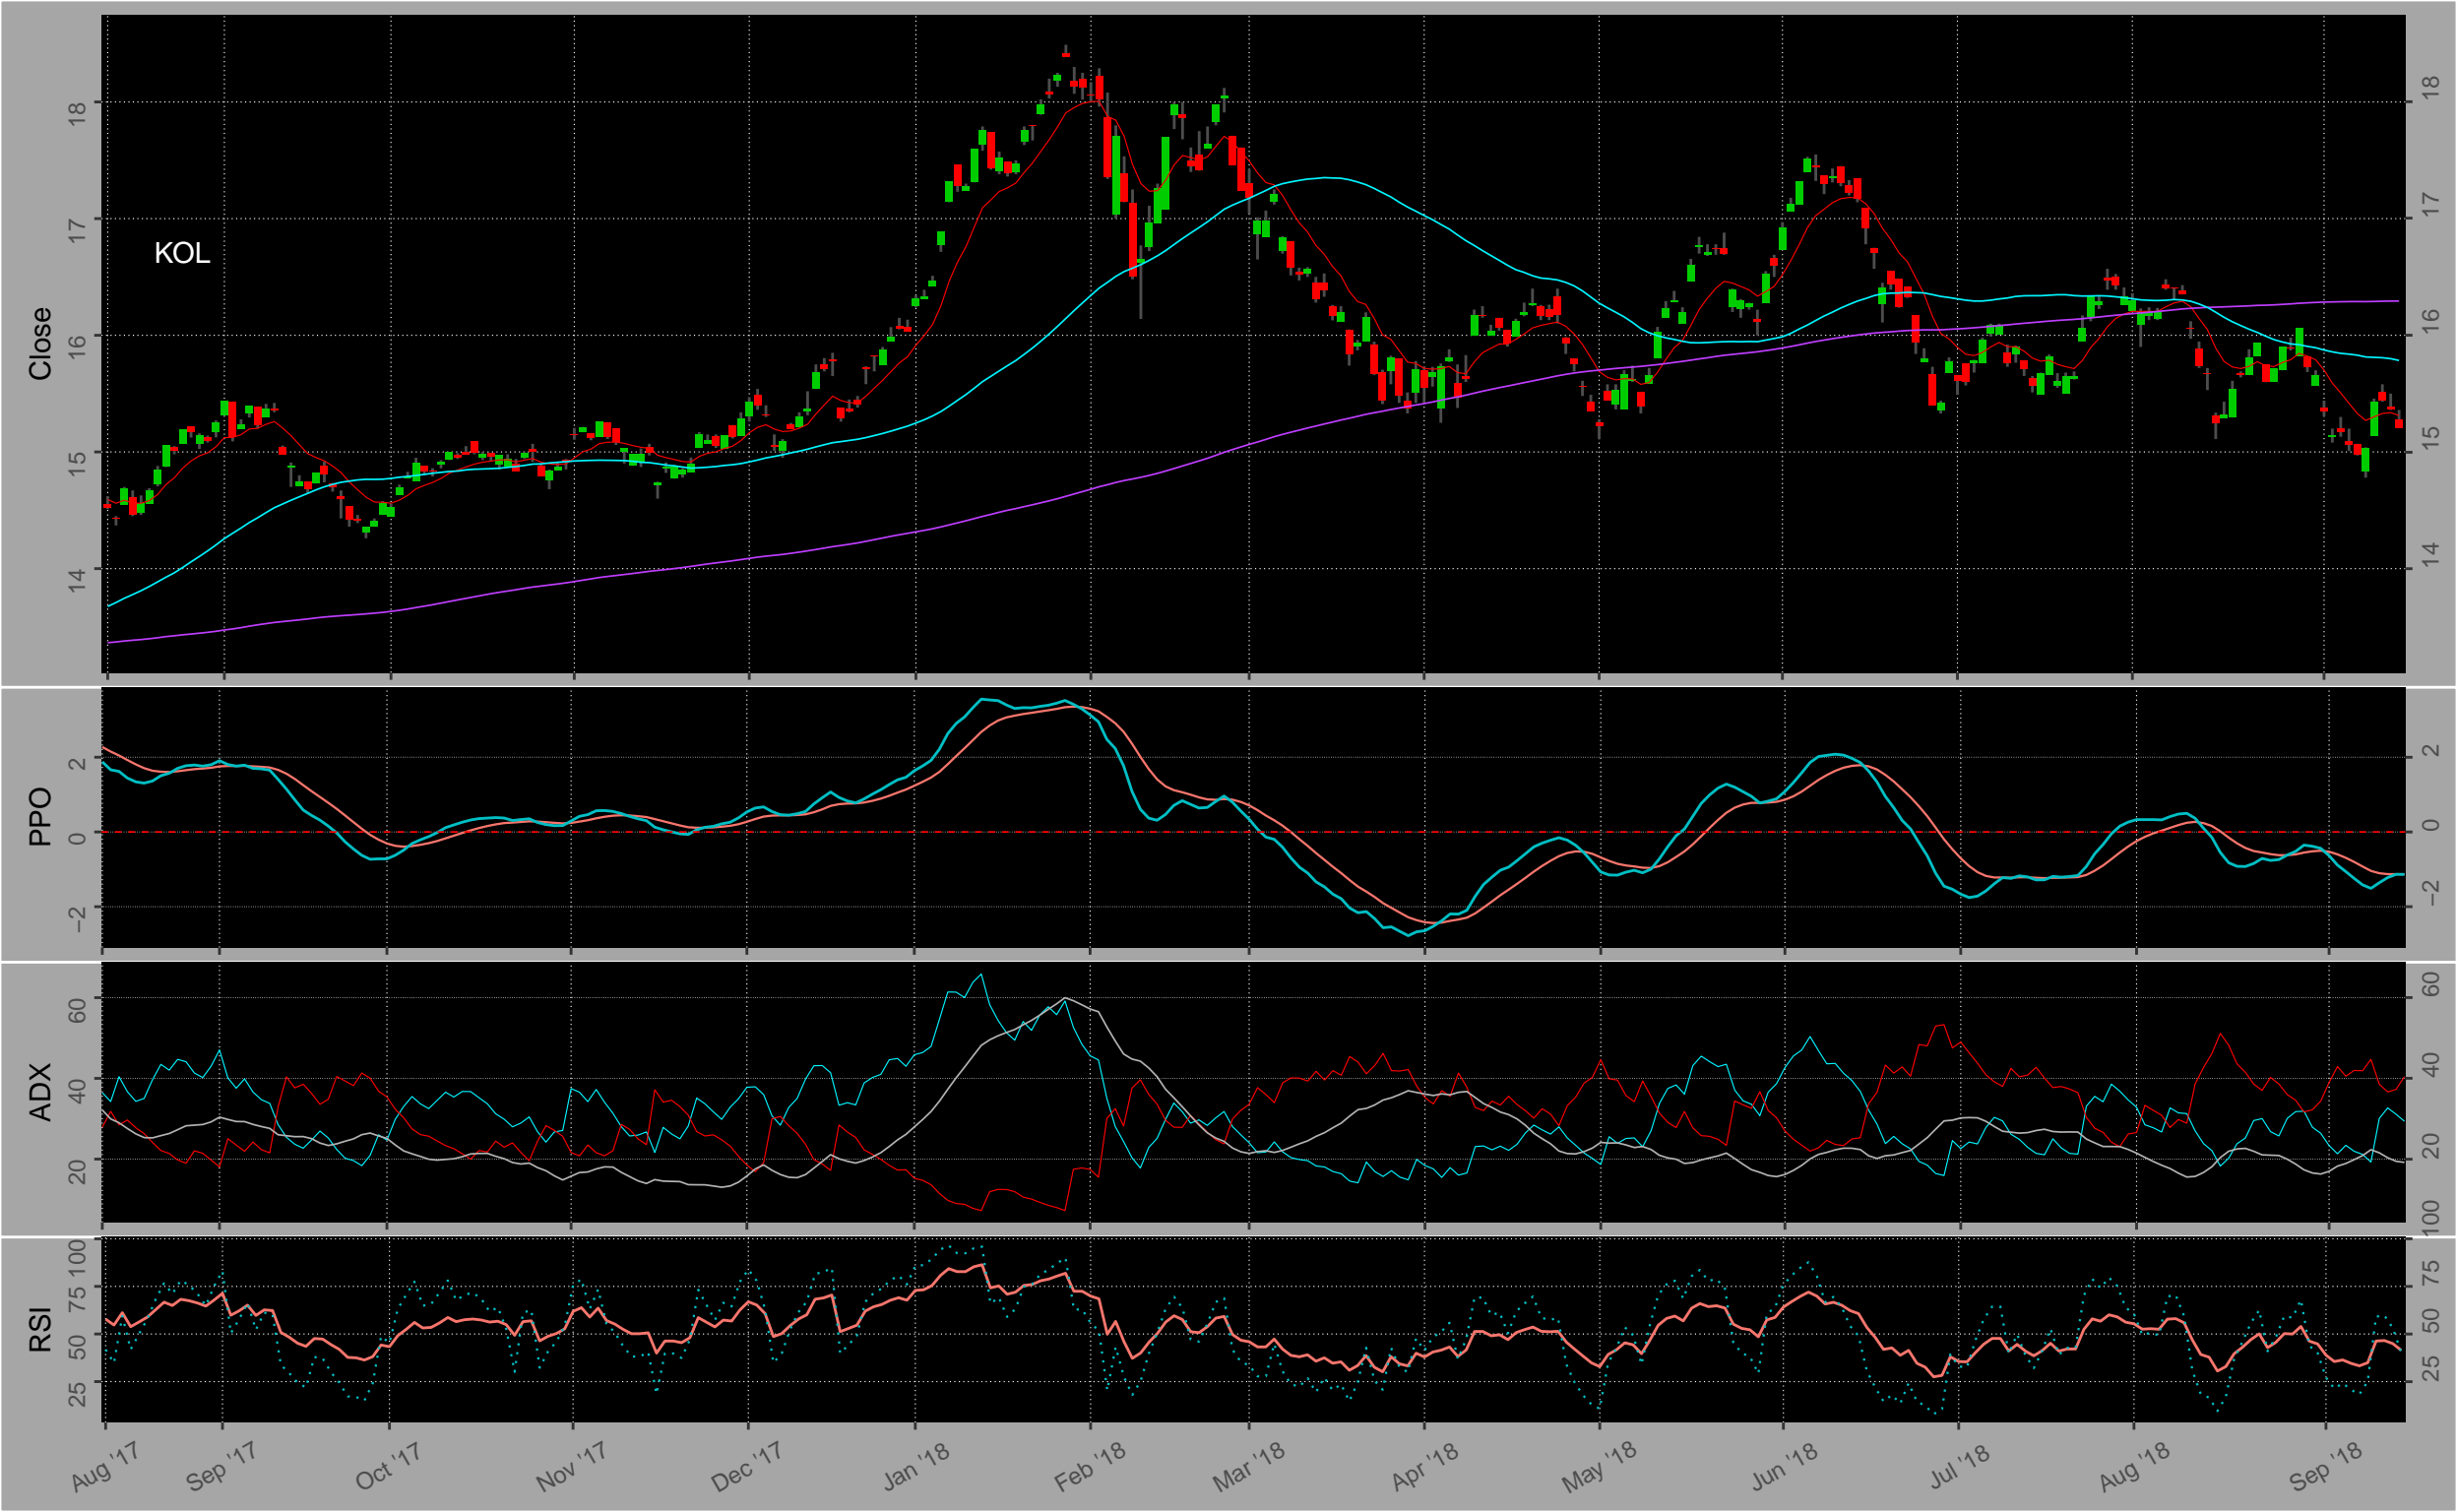 KOL
Close
18
17
16
15
14
18
17
16
15
14
PPO
2
0
−2
2
0
−2
ADX
60
40
20
60
40
20
RSI
100
75
50
25
100
75
50
25
Aug '17
Sep '17
Oct '17
Nov '17
Dec '17
Jan '18
Feb '18
Mar '18
Apr '18
May '18
Jun '18
Jul '18
Aug '18
Sep '18